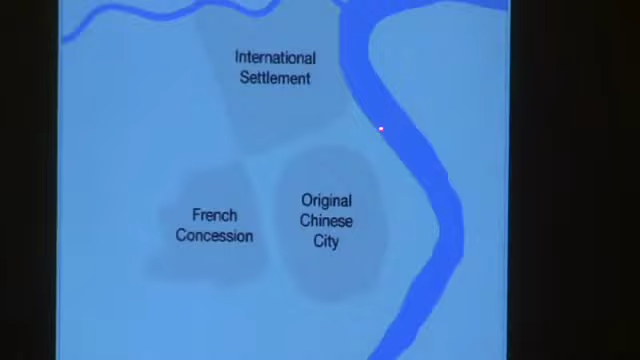 International
Settlement
French
Concession
Original
Chinese
City